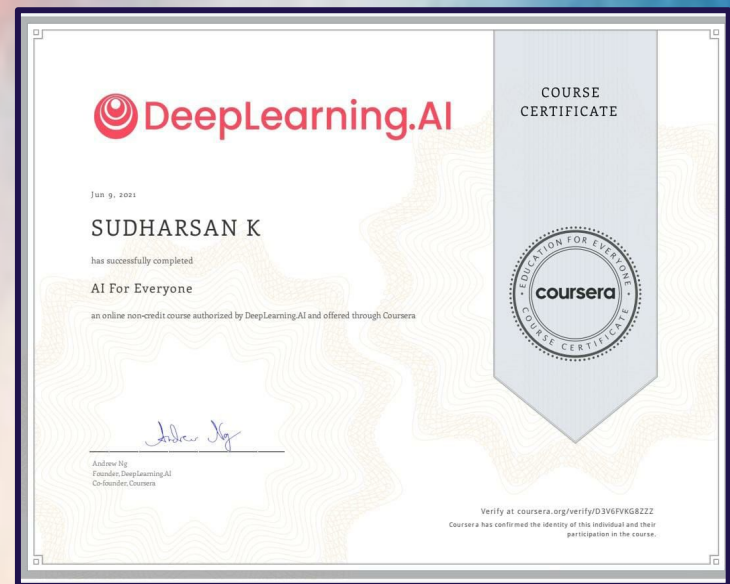 DeepLearning.AI
COURSE
CERTIFICATE
Jun 9, 2021
SUDHARSAN K
has successfully completed
AI For Everyone
an online non-credit course authorized by DeepLearning.AI and offered through Coursera
EDUCATION FOR EVERYONE
coursera
COURSE CERTIFICATE
Andrew Ng
Andrew Ng
Founder, DeepLearning.AI
Co-founder, Coursera
Verify at coursera.org/verify/D3V6FVKG8ZZZ
Coursera has confirmed the identity of this individual and their
participation in the course.